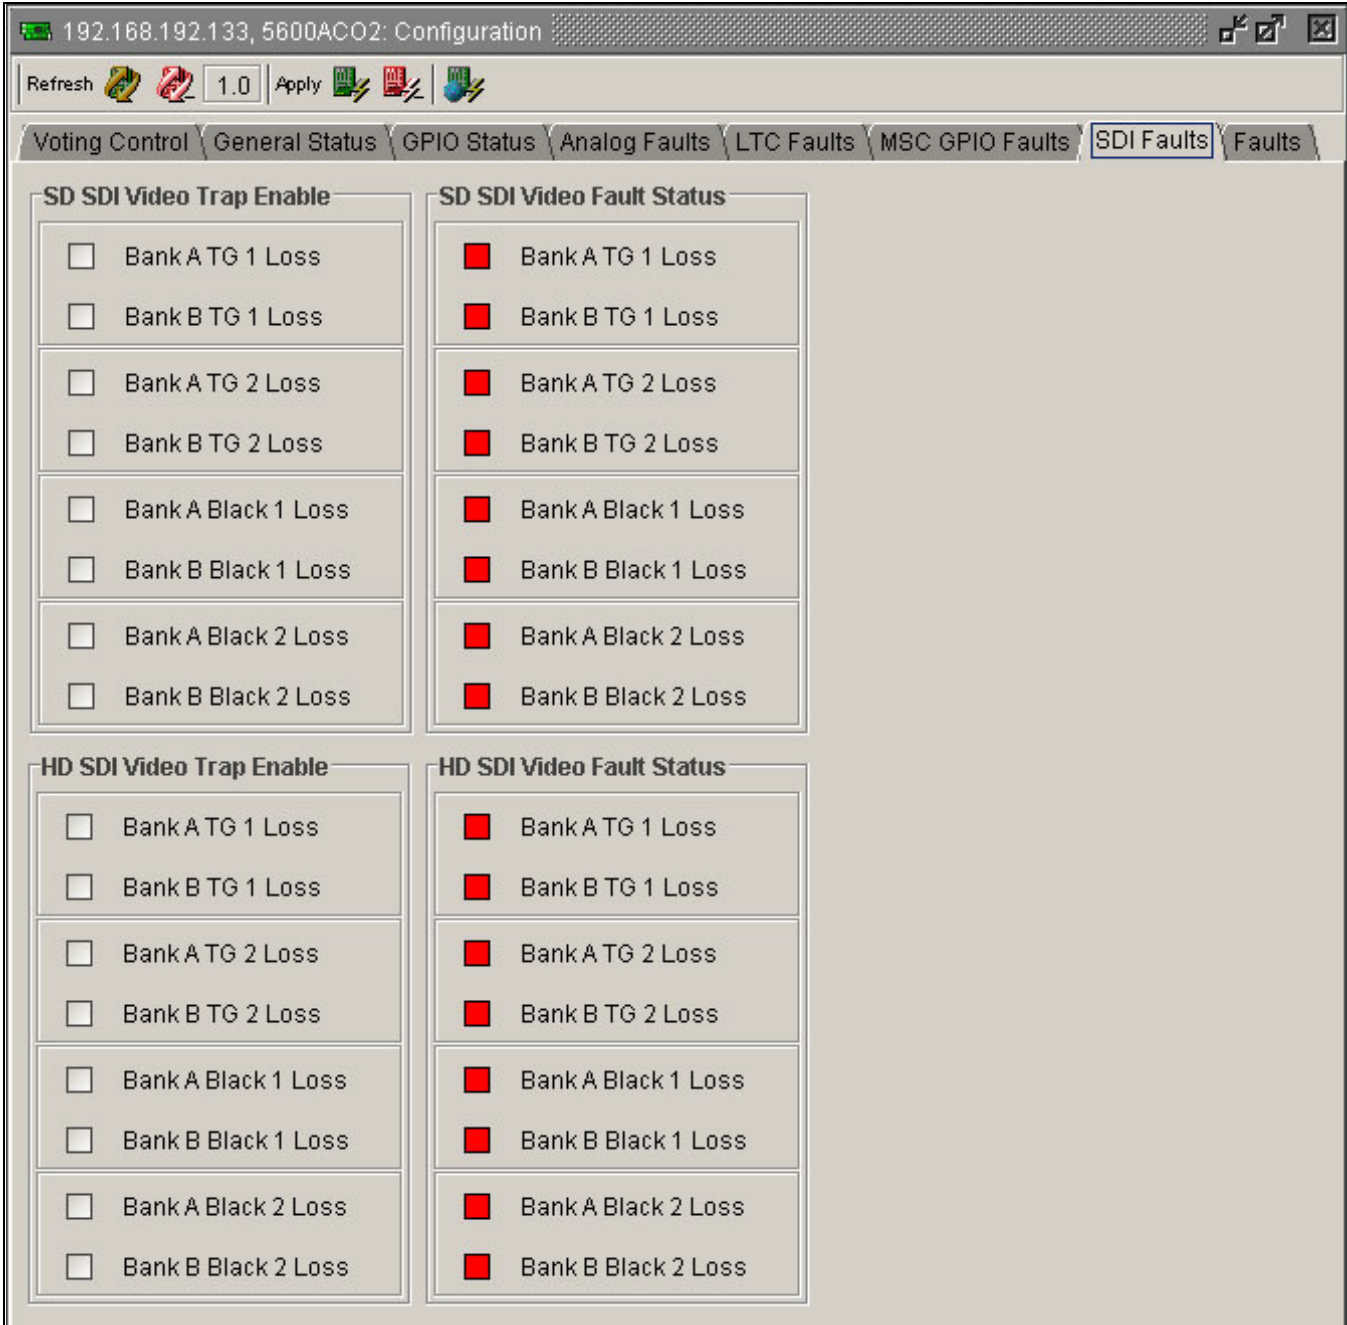 192.168.192.133, 5600ACO2: Configuration
Refresh 1.0 Apply
Voting Control General Status GPIO Status Analog Faults LTC Faults MSC GPIO Faults SDI Faults Faults
SD SDI Video Trap Enable
Bank A TG 1 Loss
Bank B TG 1 Loss
Bank A TG 2 Loss
Bank B TG 2 Loss
Bank A Black 1 Loss
Bank B Black 1 Loss
Bank A Black 2 Loss
Bank B Black 2 Loss
SD SDI Video Fault Status
Bank A TG 1 Loss
Bank B TG 1 Loss
Bank A TG 2 Loss
Bank B TG 2 Loss
Bank A Black 1 Loss
Bank B Black 1 Loss
Bank A Black 2 Loss
Bank B Black 2 Loss
HD SDI Video Trap Enable
Bank A TG 1 Loss
Bank B TG 1 Loss
Bank A TG 2 Loss
Bank B TG 2 Loss
Bank A Black 1 Loss
Bank B Black 1 Loss
Bank A Black 2 Loss
Bank B Black 2 Loss
HD SDI Video Fault Status
Bank A TG 1 Loss
Bank B TG 1 Loss
Bank A TG 2 Loss
Bank B TG 2 Loss
Bank A Black 1 Loss
Bank B Black 1 Loss
Bank A Black 2 Loss
Bank B Black 2 Loss